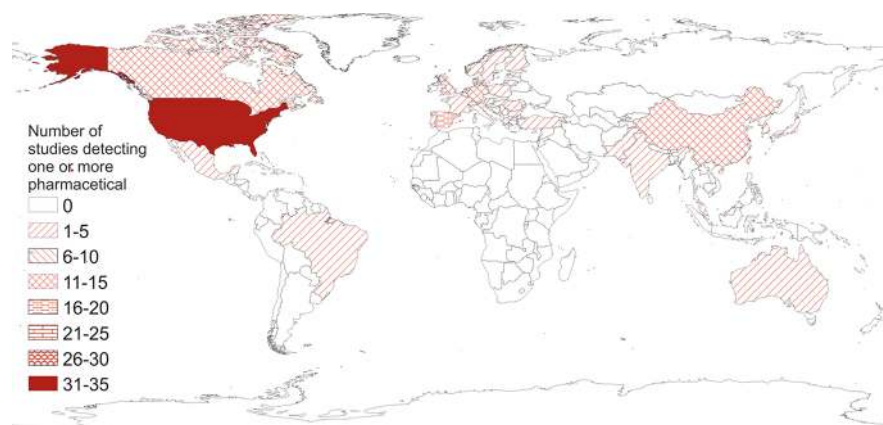 Number of
studies detecting
one or more
pharmacetical
0
1-5
6-10
11-15
16-20
21-25
26-30
31-35